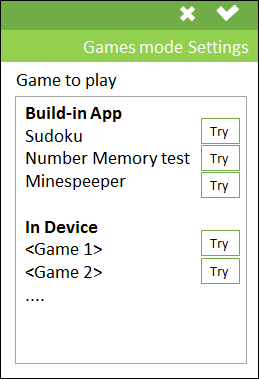 Games mode Settings
Game to play
Build-in App
Sudoku Try
Number Memory test Try
Minespeeper Try
In Device
<Game 1> Try
<Game 2> Try
....